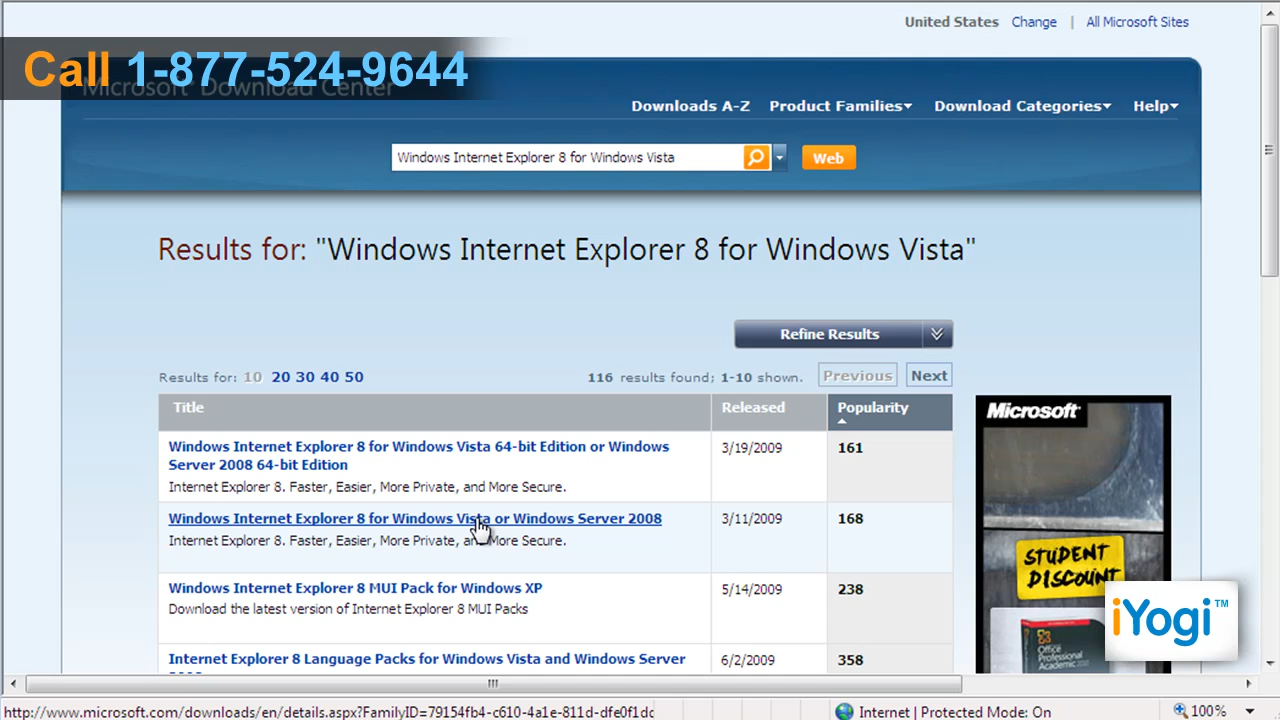 United States Change | All Microsoft Sites
Call 1-877-524-9644
Microsoft Download Center
Downloads A-Z Product Families Download Categories Help
Windows Internet Explorer 8 for Windows Vista
Web
Results for: "Windows Internet Explorer 8 for Windows Vista"
Refine Results
Results for: 10 20 30 40 50 116 results found; 1-10 shown. Previous Next
Title Released Popularity
Windows Internet Explorer 8 for Windows Vista 64-bit Edition or Windows 3/19/2009 161
Server 2008 64-bit Edition
Internet Explorer 8. Faster, Easier, More Private, and More Secure.
Windows Internet Explorer 8 for Windows Vista or Windows Server 2008 3/11/2009 168
Internet Explorer 8. Faster, Easier, More Private, and More Secure.
Windows Internet Explorer 8 MUI Pack for Windows XP 5/14/2009 238
Download the latest version of Internet Explorer 8 MUI Packs
Internet Explorer 8 Language Packs for Windows Vista and Windows Server 6/2/2009 358
Microsoft
STUDENT
DISCOUNT
Office
Professional
Academic
iYogi™
http://www.microsoft.com/downloads/en/details.aspx?FamilyID=79154fb4-c610-4a1e-811d-dfe0f1dc Internet | Protected Mode: On 100%